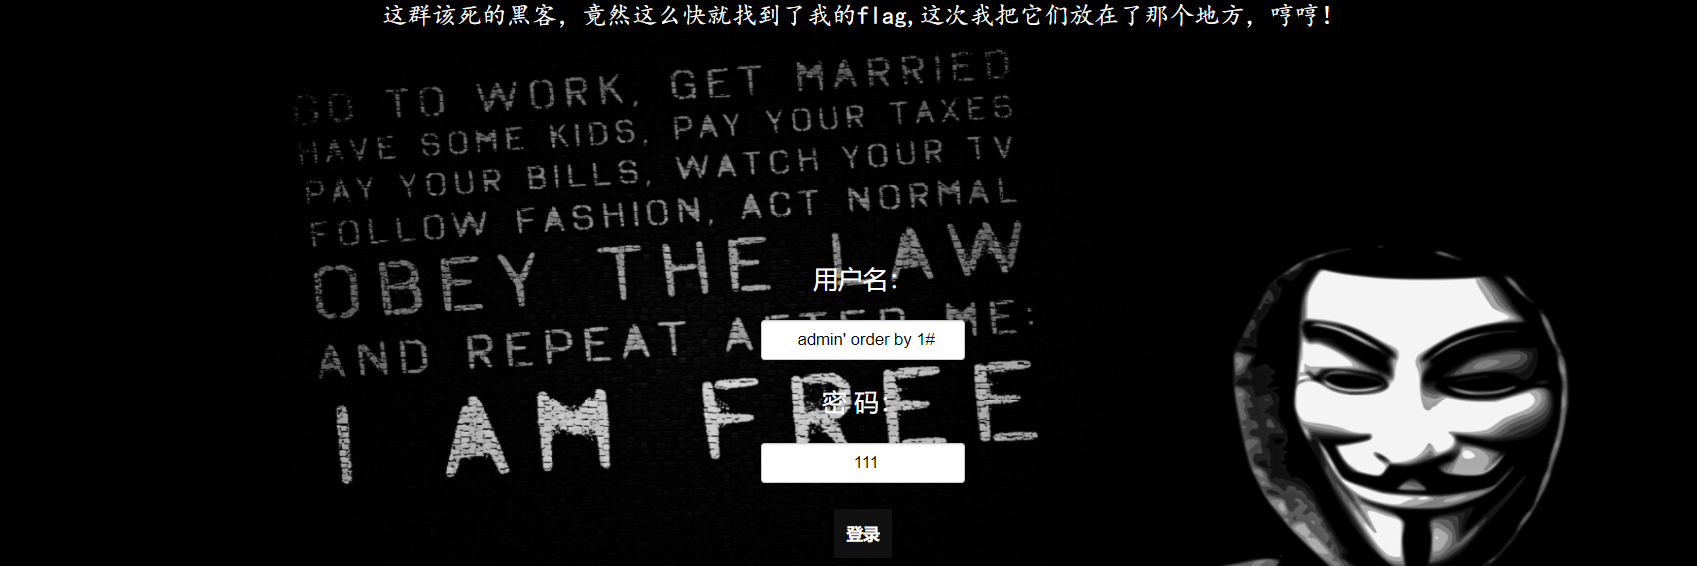 这群该死的黑客，竟然这么快就找到了我的flag,这次我把它们放在了那个地方，哼哼！
GO TO WORK, GET MARRIED
HAVE SOME KIDS, PAY YOUR TAXES
PAY YOUR BILLS, WATCH YOUR TV
FOLLOW FASHION, ACT NORMAL
OBEY THE LAW
AND REPEAT AFTER ME:
I AM FREE
用户名：
admin' order by 1#
密 码：
111
登录